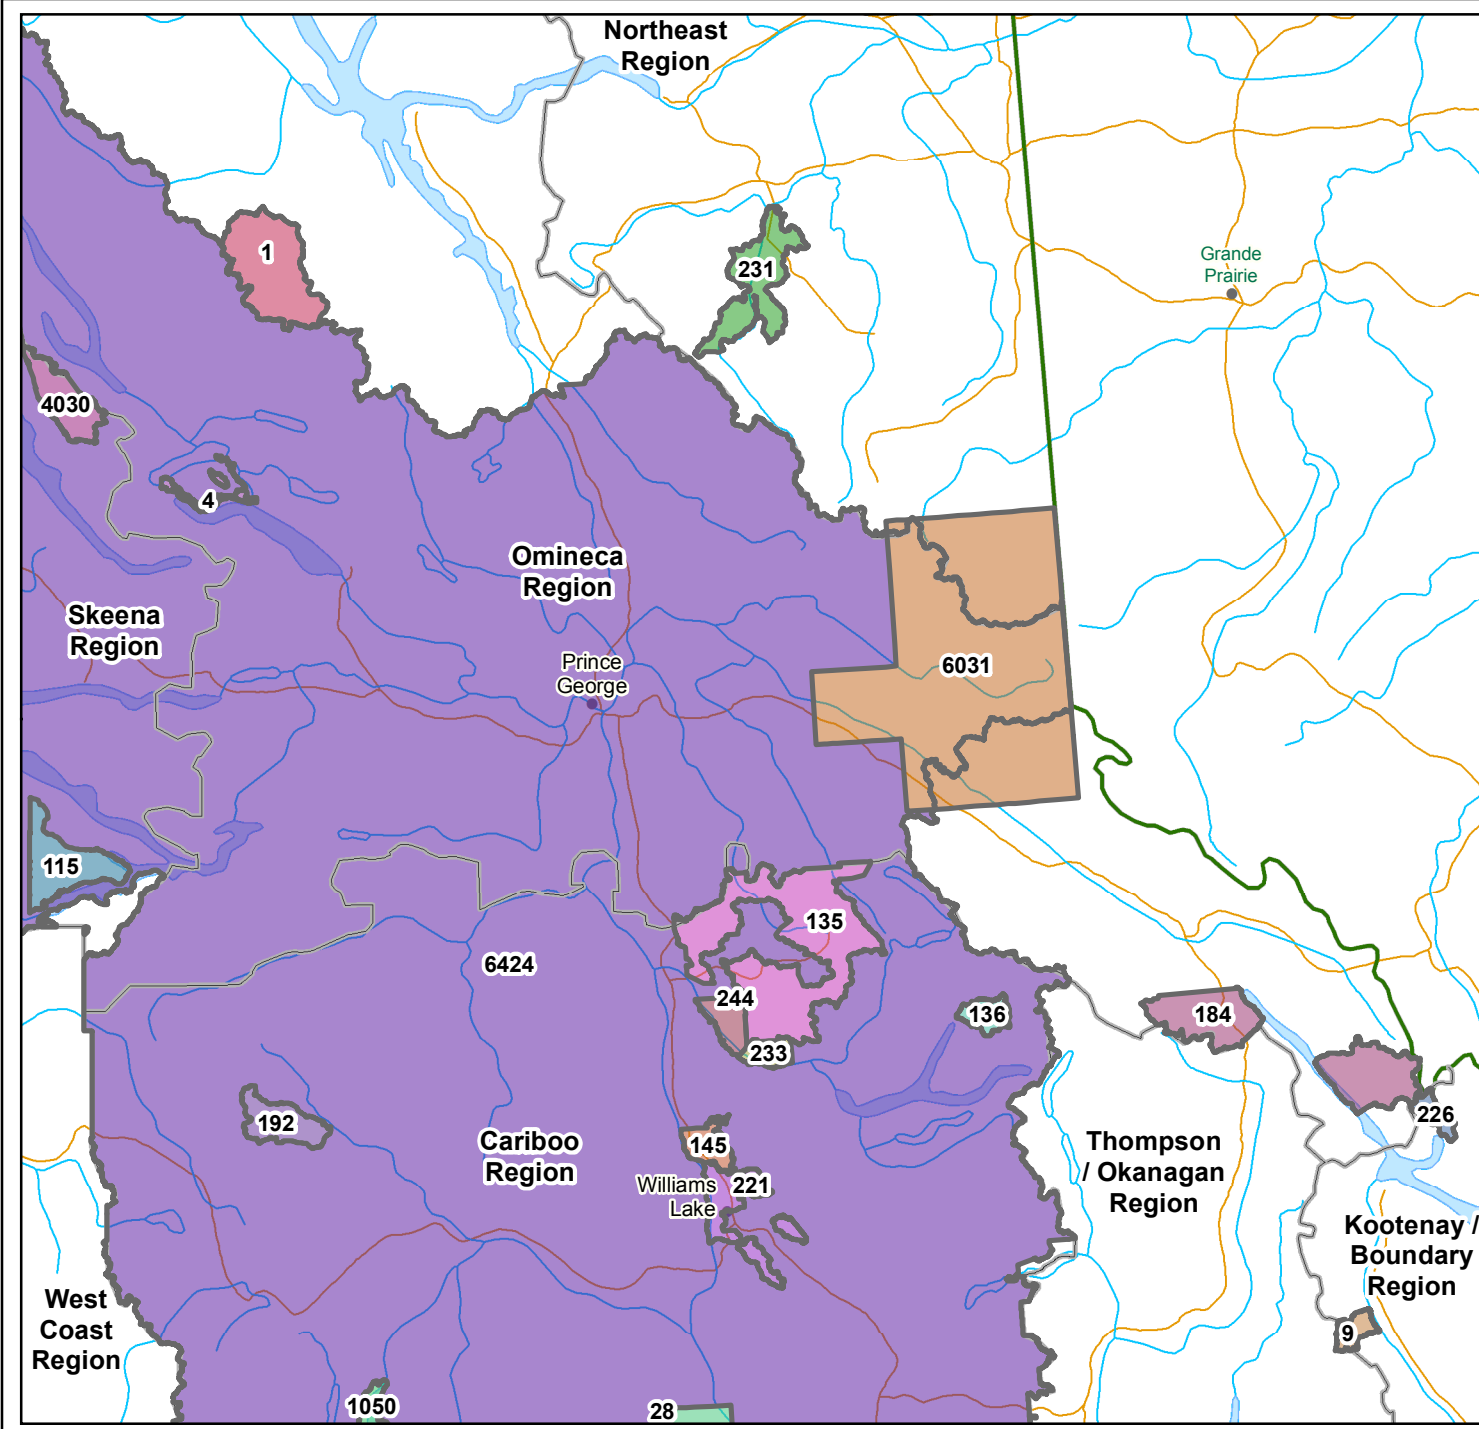 Northeast
Region
1
231
Grande
Prairie
4030
4
Omineca
Region
Skeena
Region
Prince
George
6031
115
135
6424
244
136
184
233
192
226
Cariboo
Region
145
Thompson
/ Okanagan
Region
Williams
Lake
221
Kootenay /
Boundary
Region
West
Coast
Region
9
1050
28